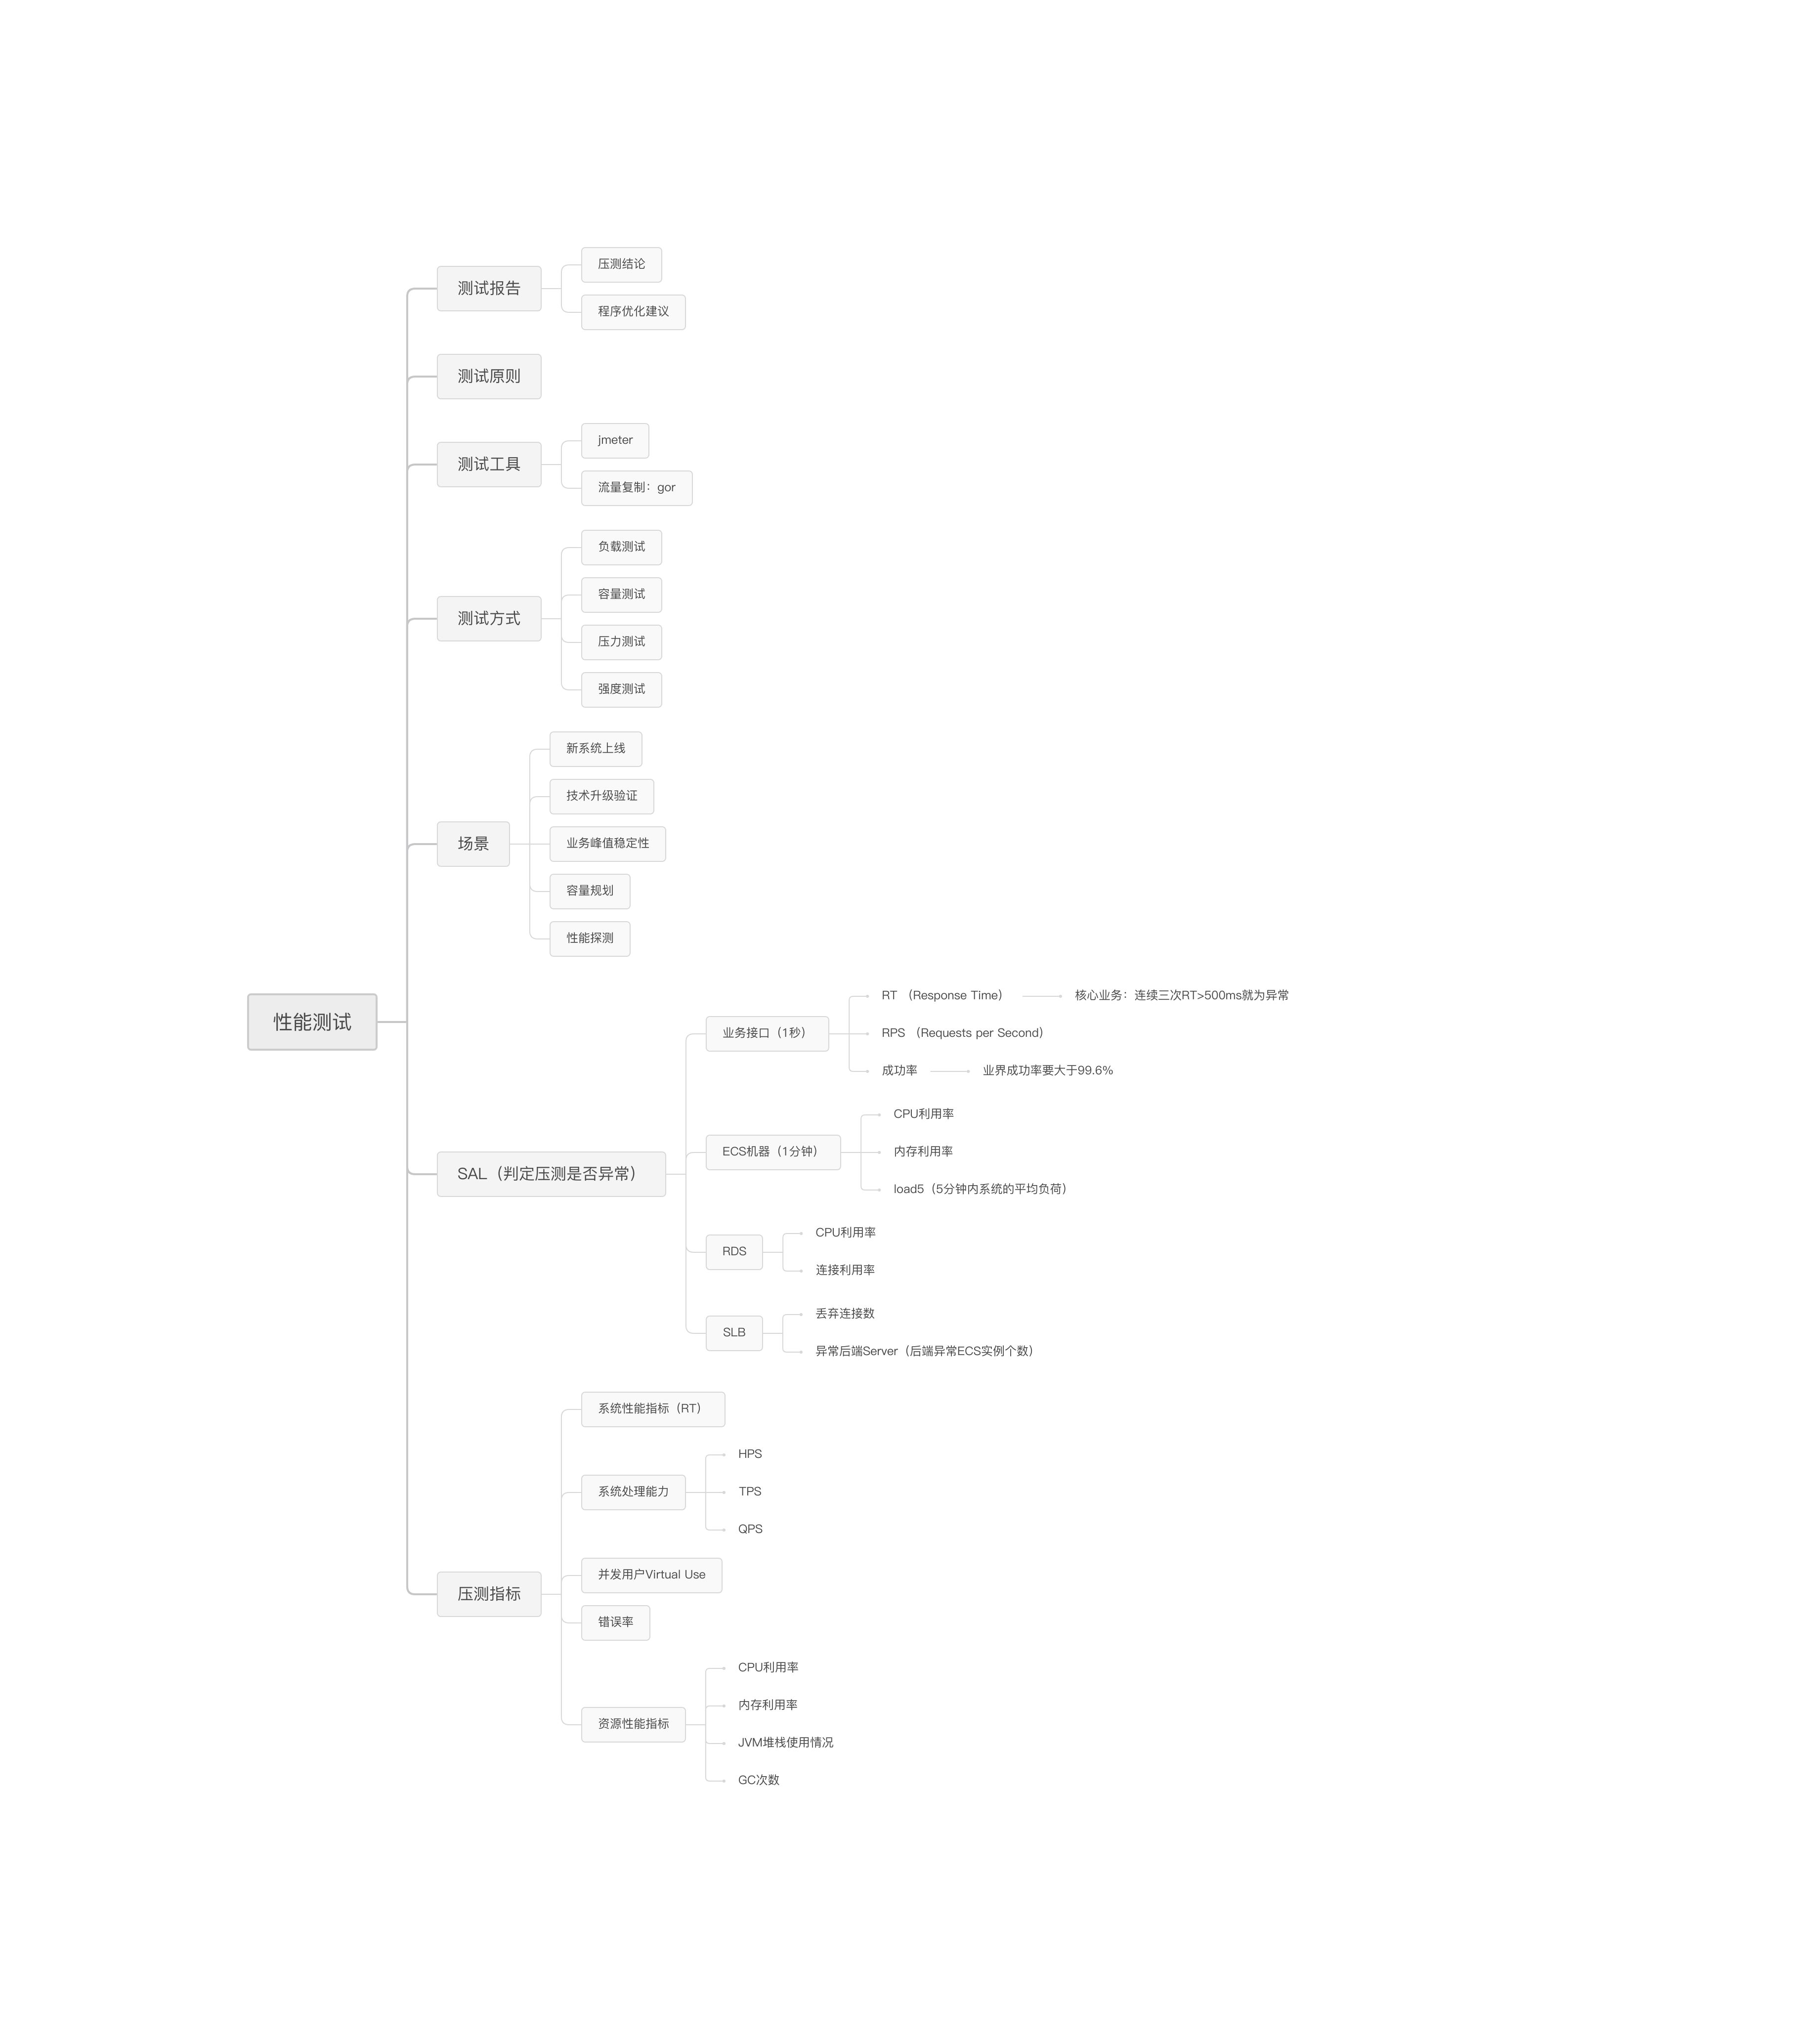 性能测试
测试报告
压测结论
程序优化建议
测试原则
测试工具
jmeter
流量复制：gor
测试方式
负载测试
容量测试
压力测试
强度测试
场景
新系统上线
技术升级验证
业务峰值稳定性
容量规划
性能探测
SAL（判定压测是否异常）
业务接口（1秒）
RT （Response Time）
核心业务：连续三次RT>500ms就为异常
RPS （Requests per Second）
成功率
业界成功率要大于99.6%
ECS机器（1分钟）
CPU利用率
内存利用率
load5（5分钟内系统的平均负荷）
RDS
CPU利用率
连接利用率
SLB
丢弃连接数
异常后端Server（后端异常ECS实例个数）
压测指标
系统性能指标（RT）
系统处理能力
HPS
TPS
QPS
并发用户Virtual Use
错误率
资源性能指标
CPU利用率
内存利用率
JVM堆栈使用情况
GC次数